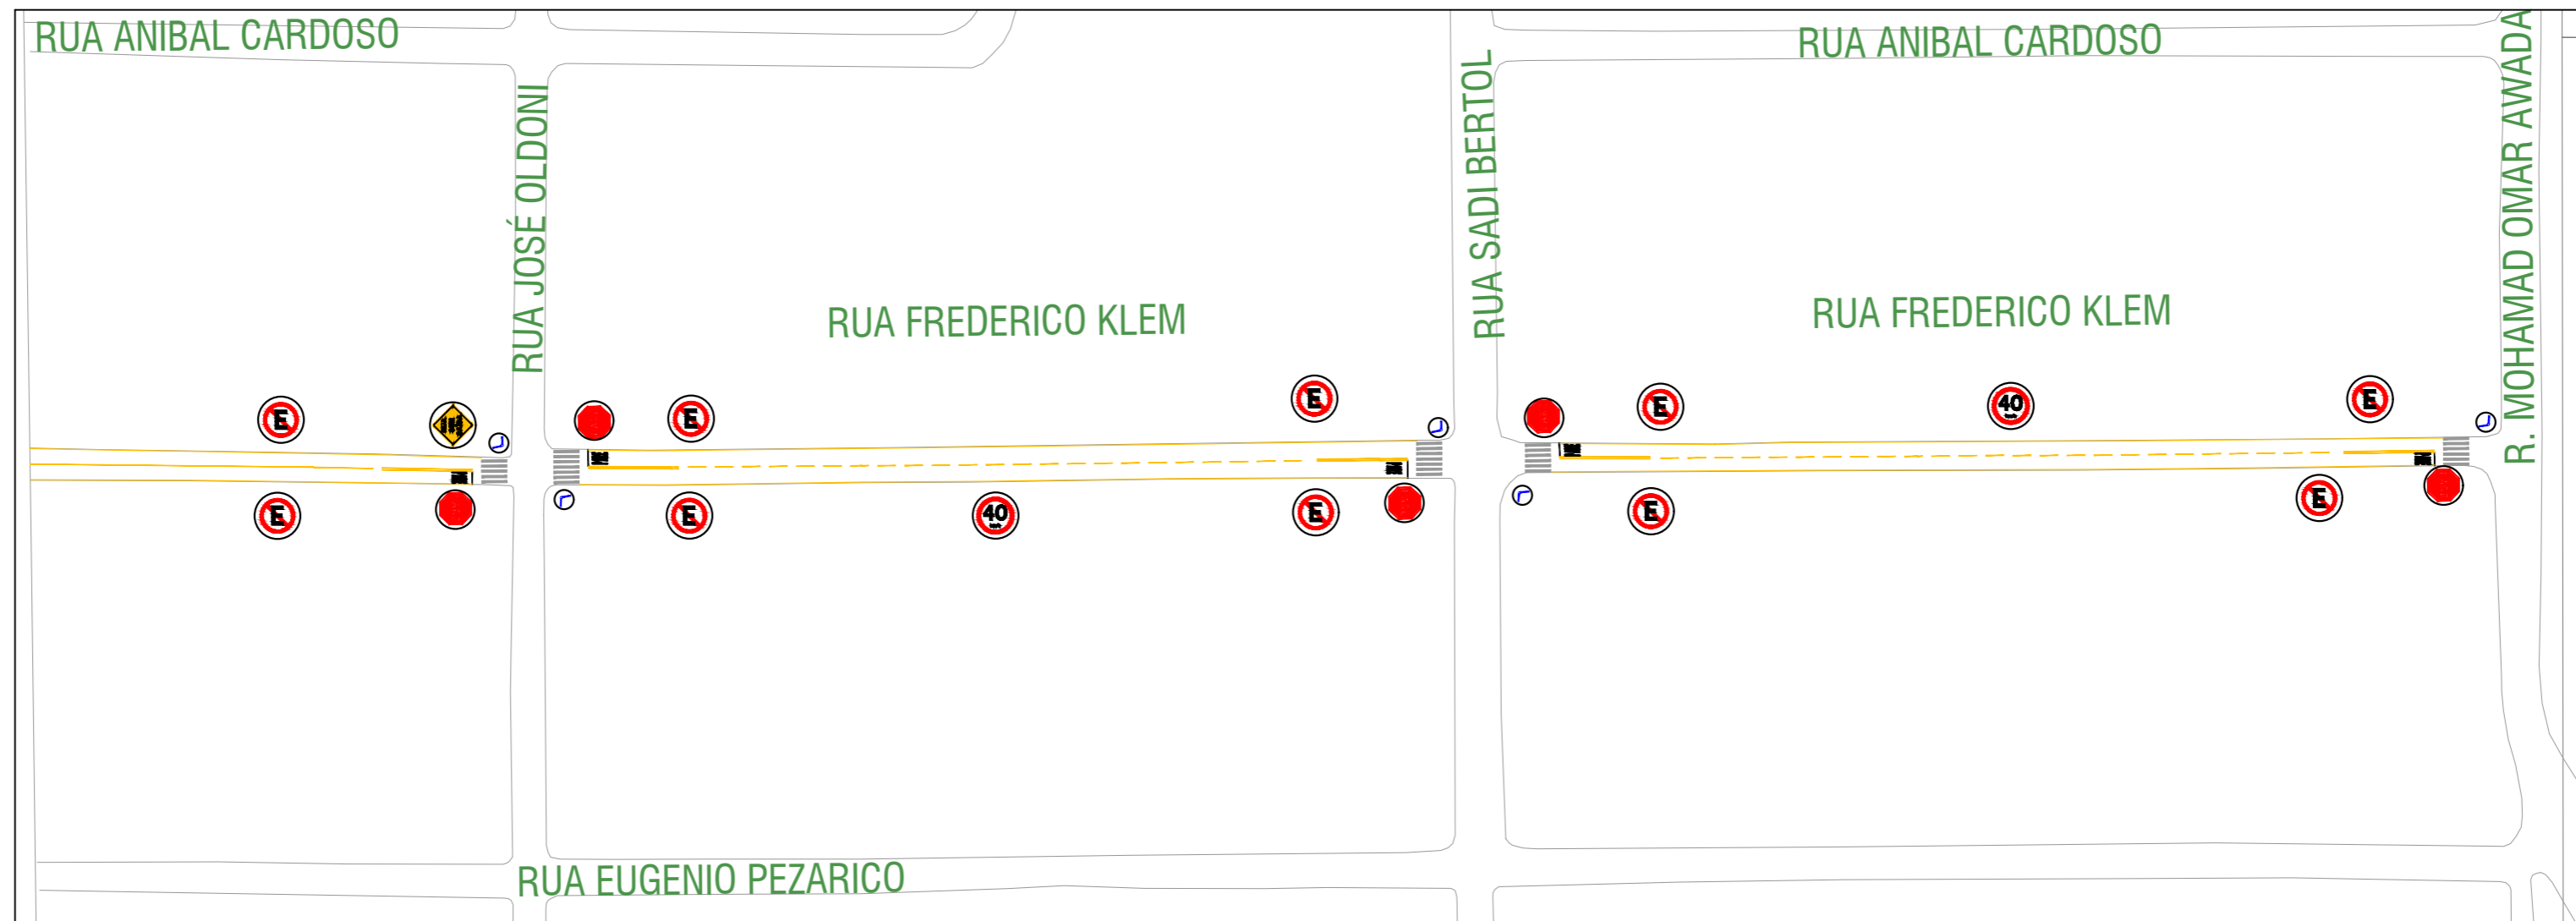 RUA ANIBAL CARDOSO
RUA ANIBAL CARDOSO
RUA JOSÉ OLDONI
RUA SADI BERTOL
R. MOHAMAD OMAR AWADA
RUA FREDERICO KLEM
RUA FREDERICO KLEM
E
E
E
E
40
E
E
E
E
40
E
E
E
RUA EUGENIO PEZARICO